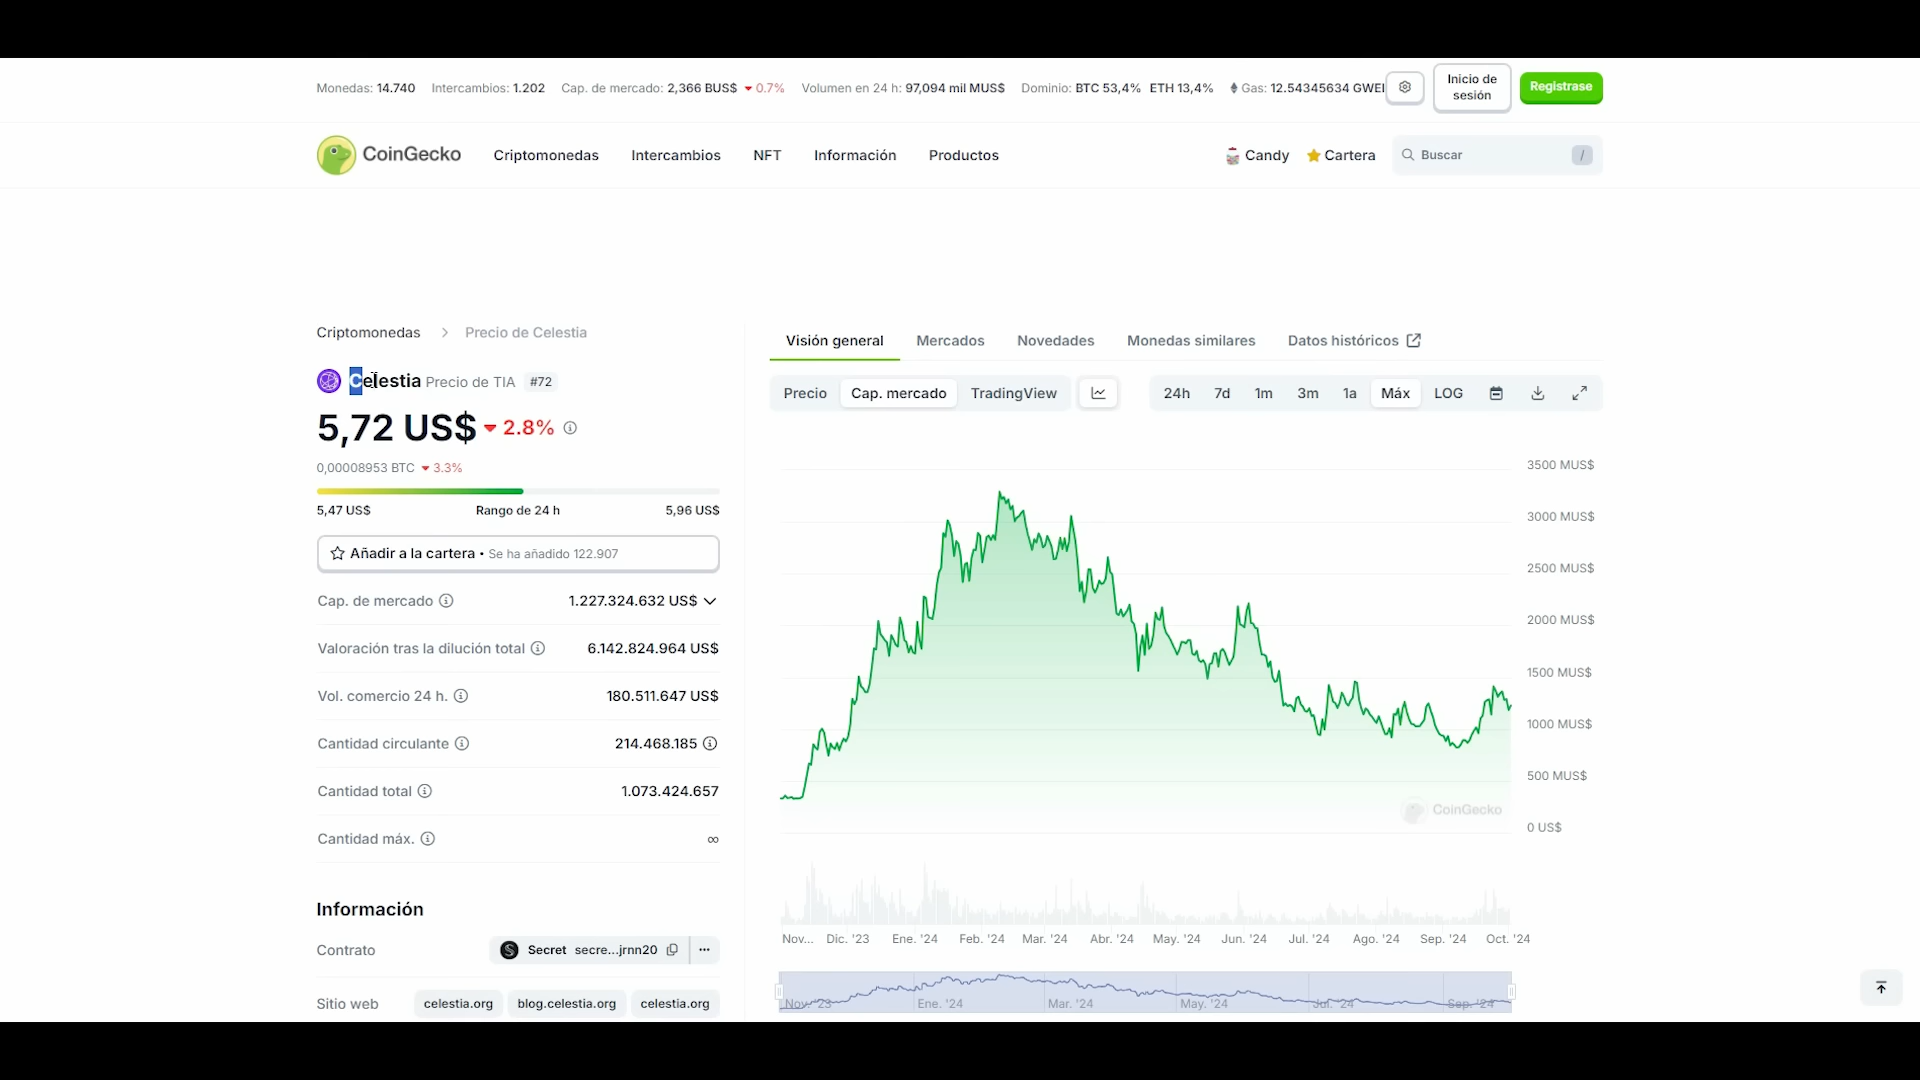 Monedas: 14.740 Intercambios: 1.202 Cap. de mercado: 2,366 BUS$ 0.7% Volumen en 24 h: 97,094 mil MUS$ Dominio: BTC 53,4% ETH 13,4% Gas: 12.54345634 GWEI
Inicio de
sesión
Registrase
CoinGecko Criptomonedas Intercambios NFT Información Productos Candy Cartera Buscar /
Criptomonedas > Precio de Celestia
Celestia Precio de TIA #72
5,72 US$ 2.8%
0,00008953 BTC 3.3%
5,47 US$ Rango de 24 h 5,96 US$
Añadir a la cartera • Se ha añadido 122.907
Cap. de mercado 1.227.324.632 US$
Valoración tras la dilución total 6.142.824.964 US$
Vol. comercio 24 h. 180.511.647 US$
Cantidad circulante 214.468.185
Cantidad total 1.073.424.657
Cantidad máx. ∞
Información
Contrato Secret secre...jrnn20 ...
Sitio web celestia.org blog.celestia.org celestia.org
Visión general Mercados Novedades Monedas similares Datos históricos
Precio Cap. mercado TradingView 24h 7d 1m 3m 1a Máx LOG
3500 MUS$
3000 MUS$
2500 MUS$
2000 MUS$
1500 MUS$
1000 MUS$
500 MUS$
CoinGecko
0 US$
Nov... Dic. '23 Ene. '24 Feb. '24 Mar. '24 Abr. '24 May. '24 Jun. '24 Jul. '24 Ago. '24 Sep. '24 Oct. '24
Nov. '23 Ene. '24 Mar. '24 May. '24 Jul. '24 Sep. '24